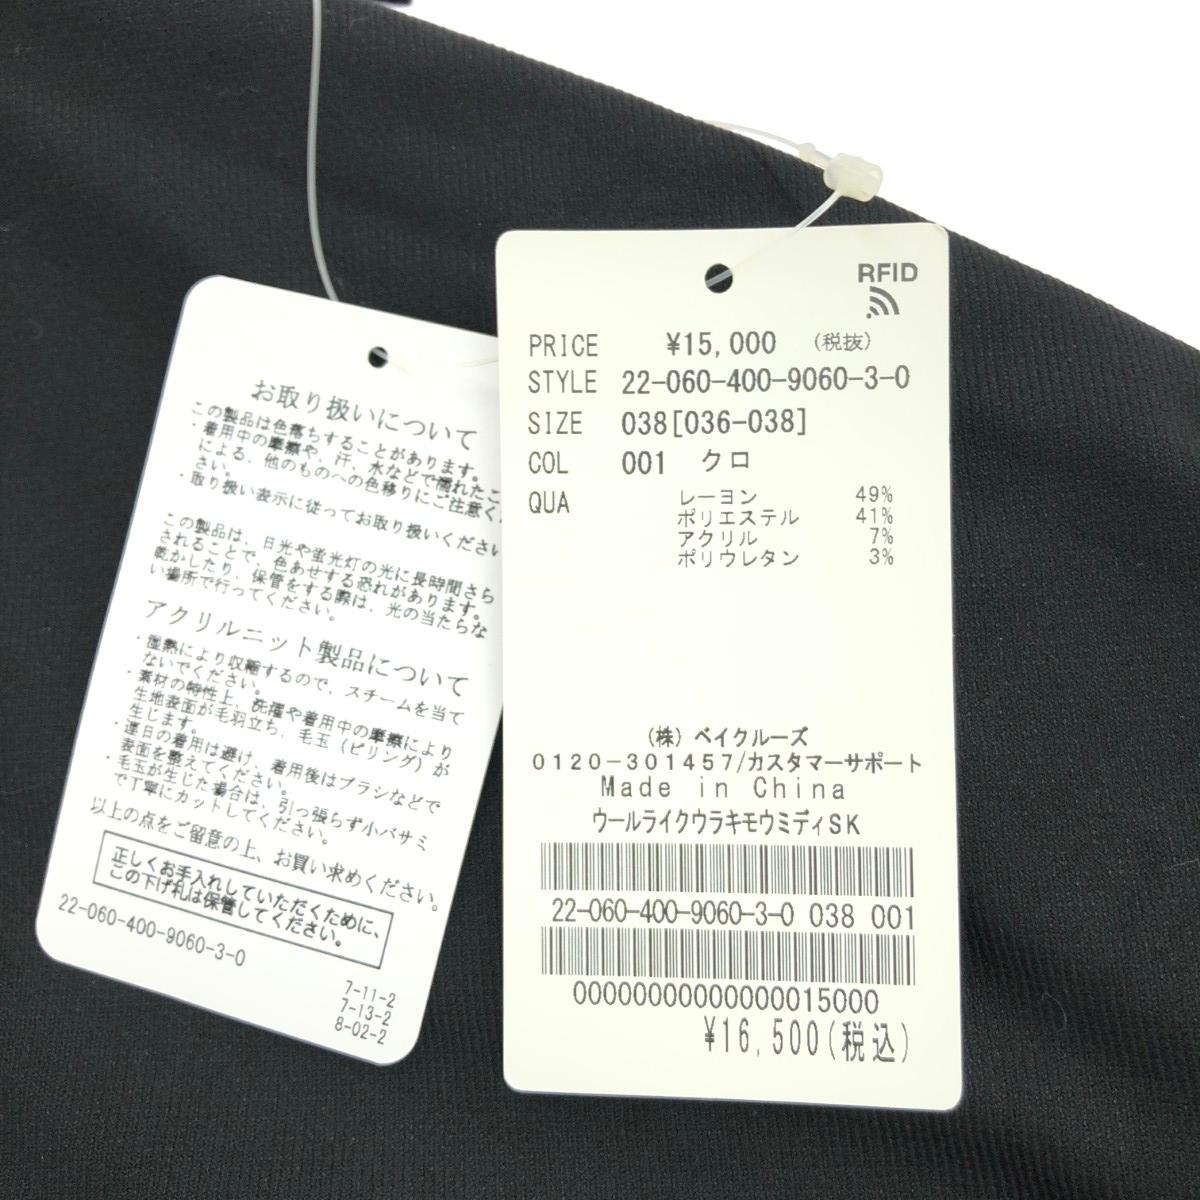 お取り扱いについて
この製品は色落ちすることがあります。
・着用中の摩擦や、汗、水などで濡れたこ
による、他のものへの色移りにご注意く
さい。
・取り扱い表示に従ってお取り扱いください
この製品は、日光や蛍光灯の光に長時間さら
されることで、色あせする恐れがあります。
乾かしたり、保管をする際は、光の当たらな
い場所で行ってください。
アクリルニット製品について
・湿熱により収縮するので、スチームを当て
ないでください。
・素材の特性上、洗濯や着用中の摩擦により
生地表面が毛羽立ち、毛玉(ピリング)が
生じます。
・連日の着用は避け、着用後はブラシなどで
表面を整えてください。
・毛玉が生じた場合は、引っ張らず小バサミ
で丁寧にカットしてください。
以上の点をご留意の上、お買い求めください。
正しくお手入れしていただくために、
この下げ札は保管してください。
22-060-400-9060-3-0
7-11-2
7-13-2
8-02-2
RFID
PRICE ¥15,000 (税抜)
STYLE 22-060-400-9060-3-0
SIZE 038[036-038]
COL 001 クロ
QUA レーヨン 49%
ポリエステル 41%
アクリル 7%
ポリウレタン 3%
(株)ベイクルーズ
0120-301457/カスタマーサポート
Made in China
ウールライクウラキモウミディSK
22-060-400-9060-3-0 038 001
00000000000000015000
¥16,500(税込)